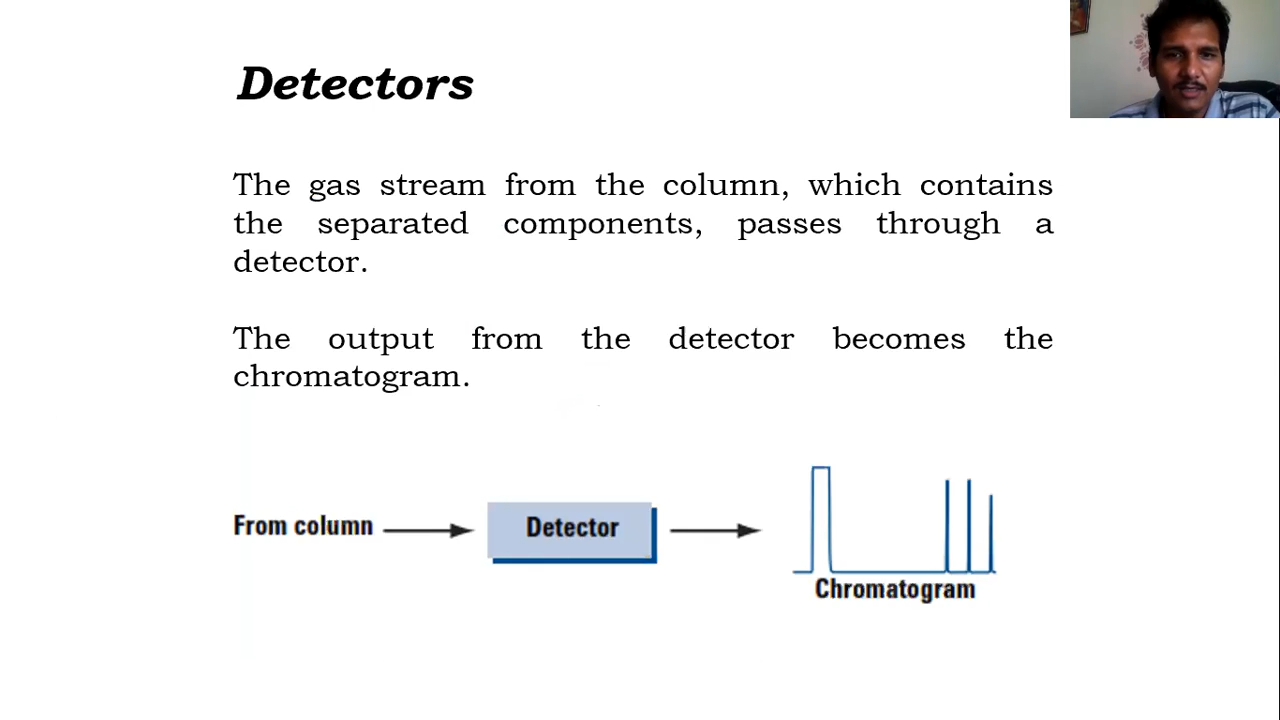 Detectors
The gas stream from the column, which contains
the separated components, passes through a
detector.
The output from the detector becomes the
chromatogram.
From column
Detector
Chromatogram